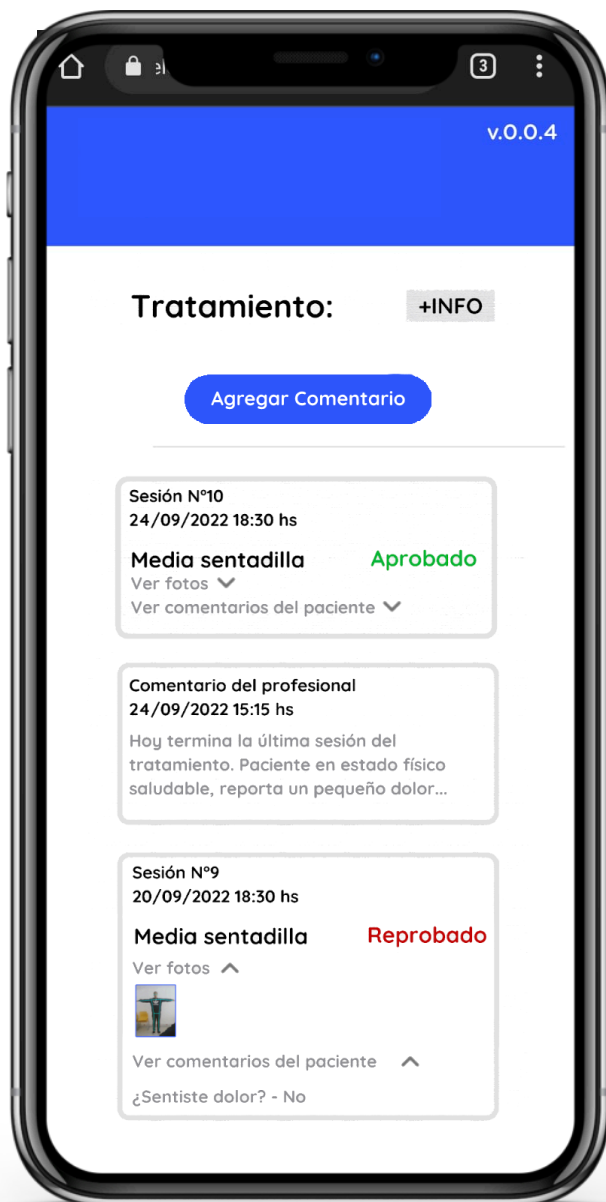 3
v.0.0.4
Tratamiento:
+INFO
Agregar Comentario
Sesión Nº10
24/09/2022 18:30 hs
Media sentadilla
Aprobado
Ver fotos
Ver comentarios del paciente
Comentario del profesional
24/09/2022 15:15 hs
Hoy termina la última sesión del
tratamiento. Paciente en estado físico
saludable, reporta un pequeño dolor...
Sesión Nº9
20/09/2022 18:30 hs
Media sentadilla
Reprobado
Ver fotos
Ver comentarios del paciente
¿Sentiste dolor? - No